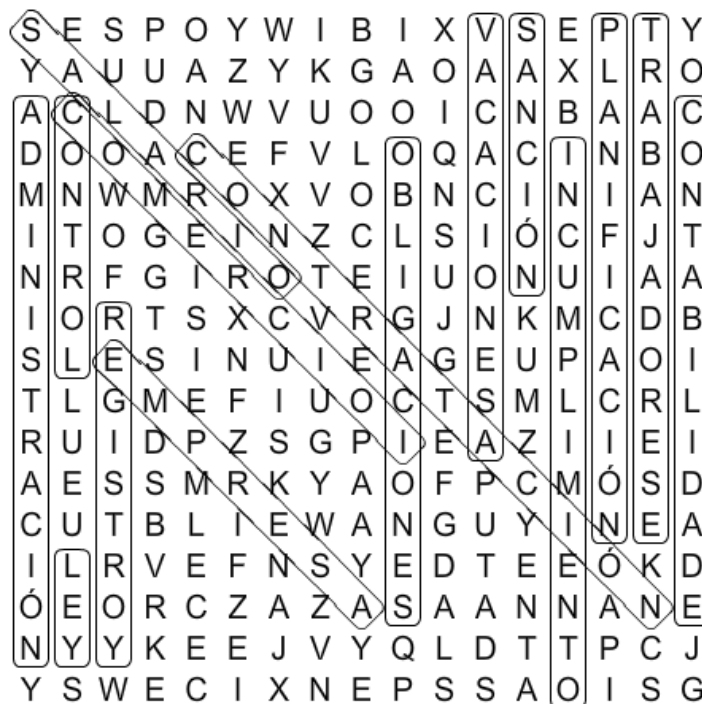 S E S P O Y W I B I X V S E P T Y
Y A U U A Z Y K G A O A A X L R O
A C L D N W V U O O I C N B A A C
D O O A C E F V L O Q A C I N B O
M N W M R O X V O B N C I N I A N
I T O G E I N Z C L S I Ó C F J T
N R F G I R O T E I U O N U I A A
I O R T S X C V R G J N K M C D B
S L E S I N U I E A G E U P A O I
T L G M E F I U O C T S M L C R L
R U I D P Z S G P I E A Z I I E I
A E S S M R K Y A O F P C M Ó S D
C U T B L I E W A N G U Y I N E A
I L R V E F N S Y E D T E E Ó K D
Ó E O R C Z A Z A S A A N N A N E
N Y Y K E E J V Y Q L D T T P C J
Y S W E C I X N E P S S A O I S G